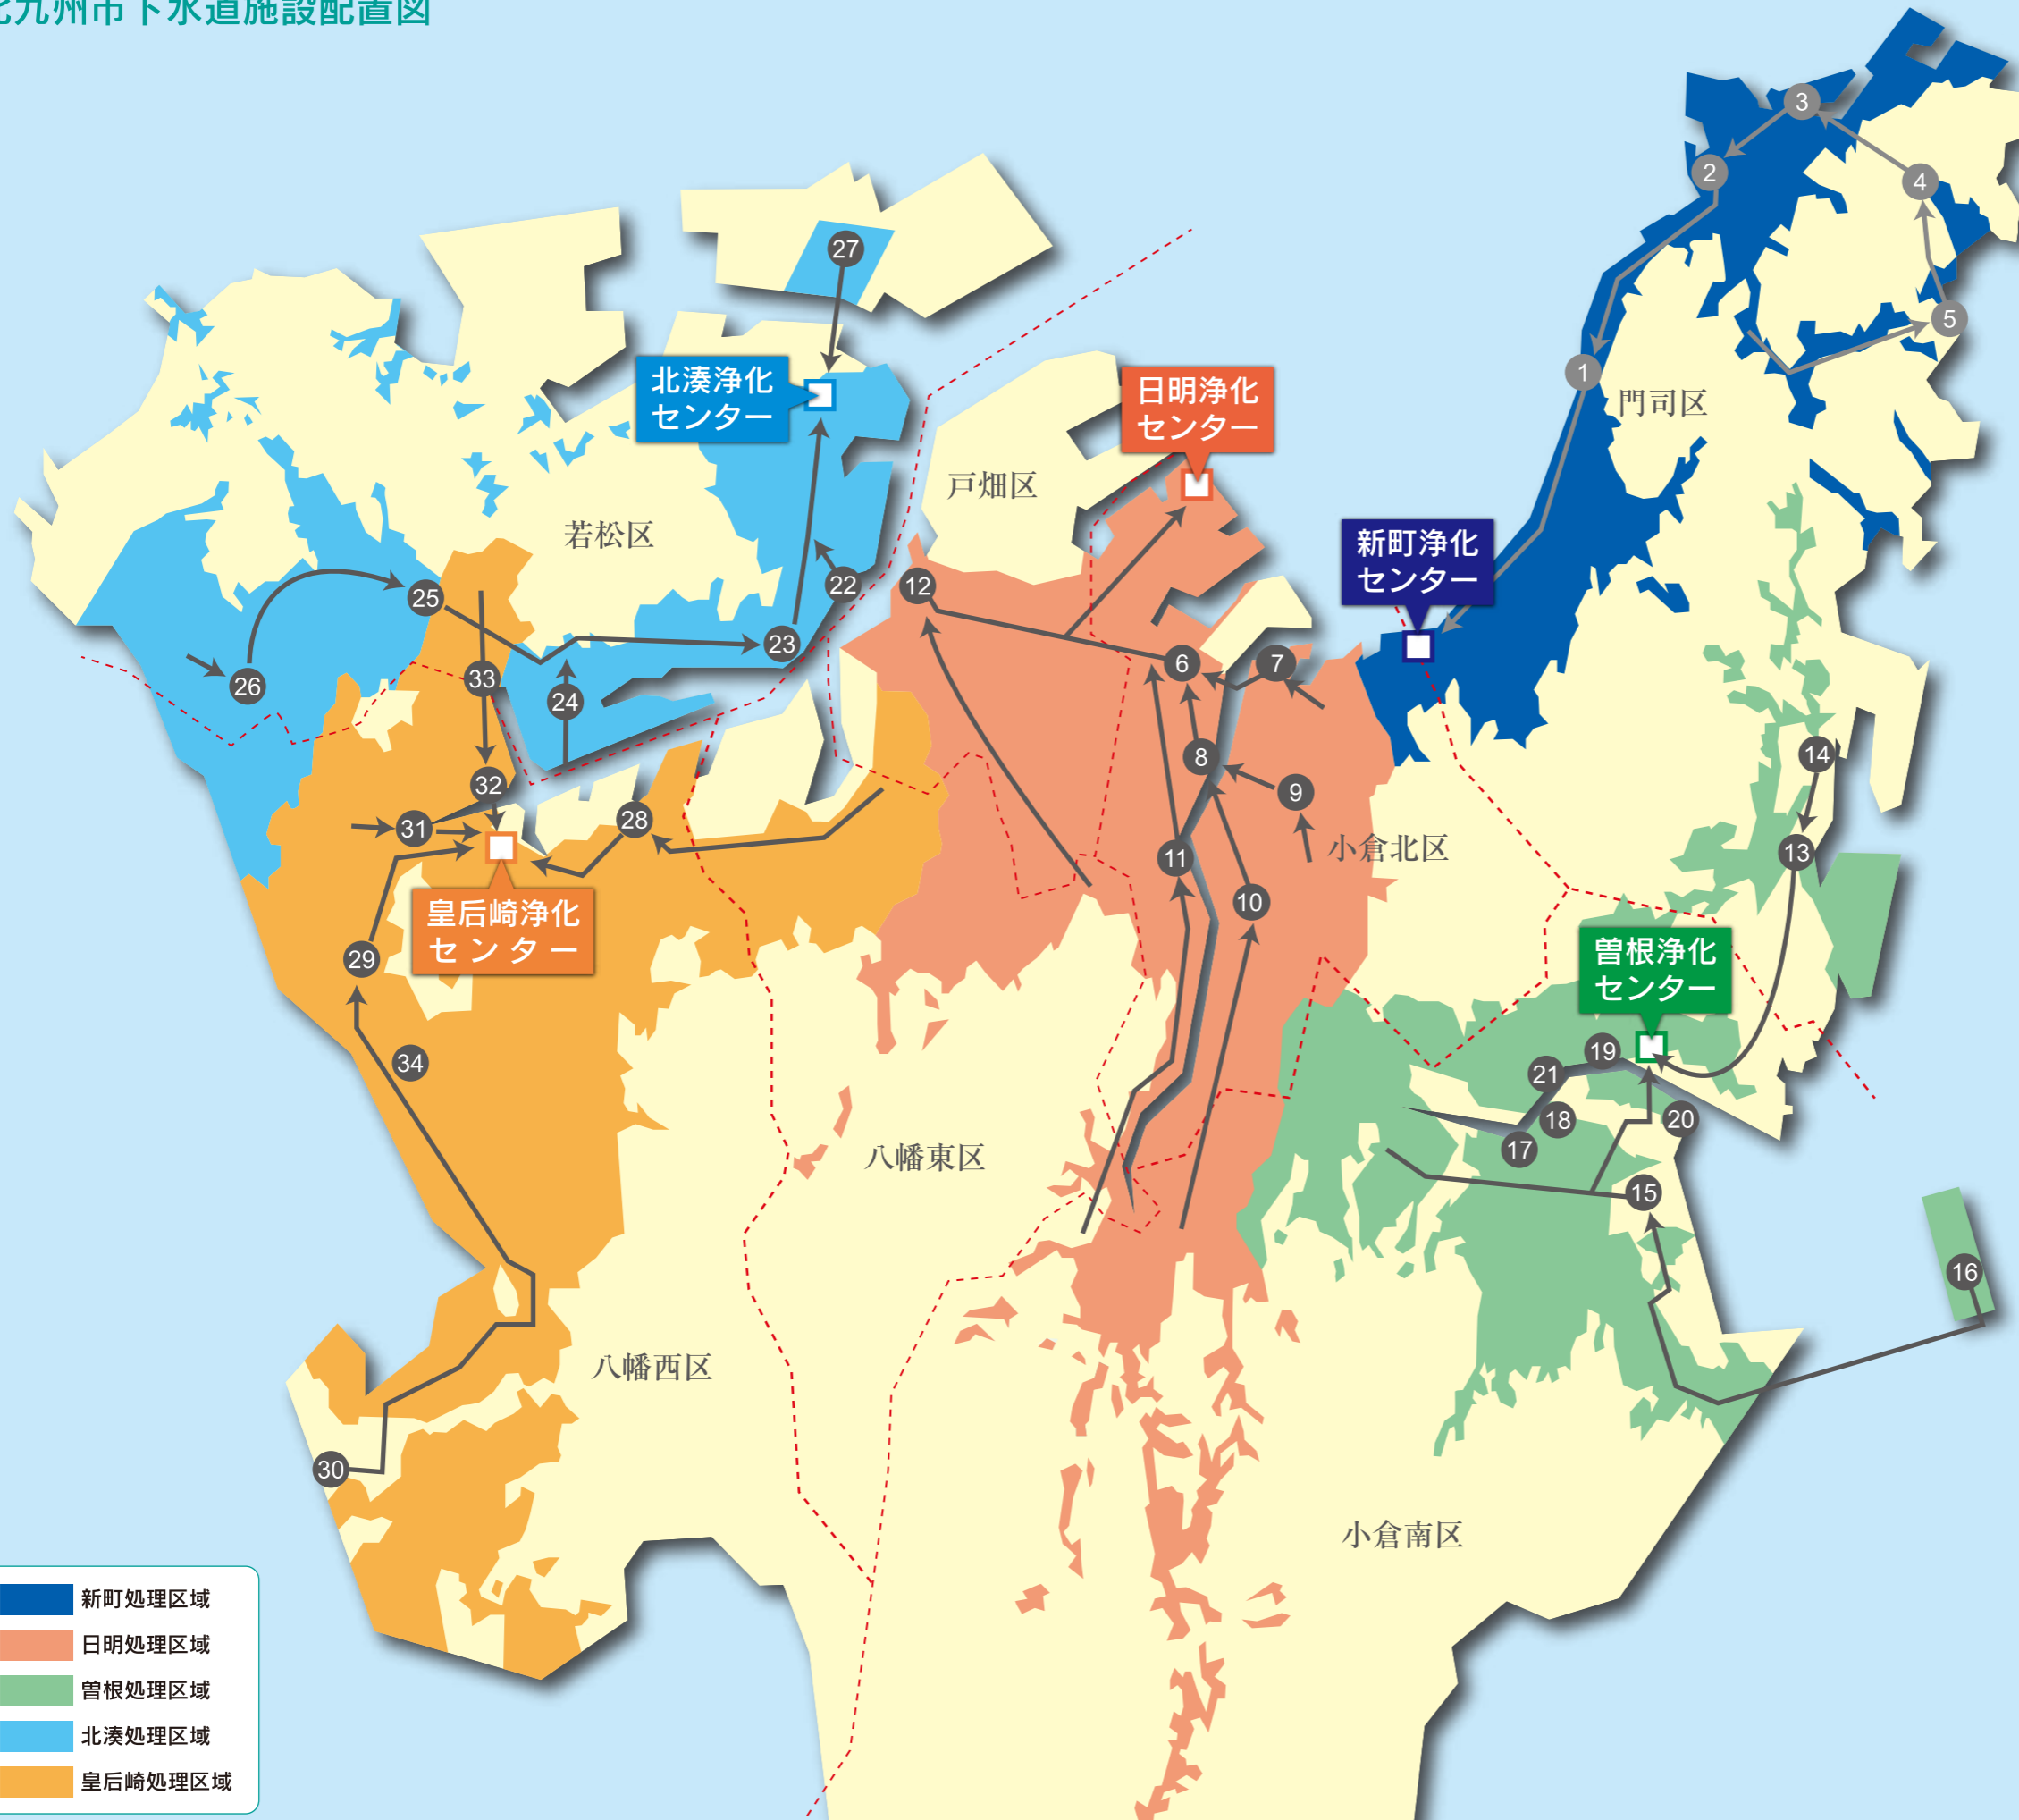 北九州市下水道施設配置図
3
2
4
5
1
門司区
27
北湊浄化
センター
日明浄化
センター
戸畑区
若松区
新町浄化
センター
25
22
12
23
6
7
26
33
24
8
14
32
9
31
28
小倉北区
13
11
10
皇后崎浄化
センター
29
曽根浄化
センター
34
19
21
18
20
17
八幡東区
15
16
八幡西区
30
小倉南区
新町処理区域
日明処理区域
曽根処理区域
北湊処理区域
皇后崎処理区域